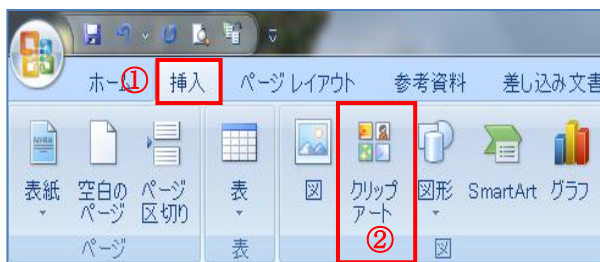 ホーム ① 挿入 ページ レイアウト 参考資料 差し込み文書
表紙 空白の ページ 表 図 クリップ 図形 SmartArt グラフ
ページ 区切り アート
②
ページ 表 図